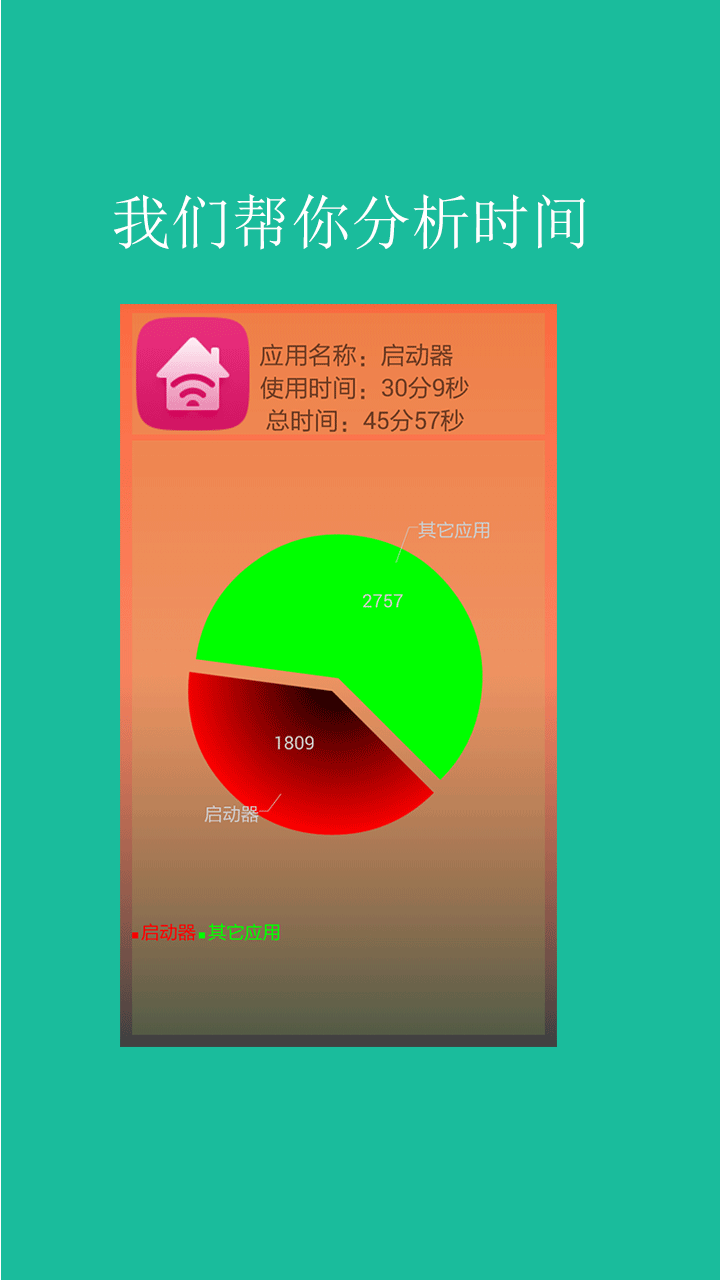 我们帮你分析时间
应用名称：启动器
使用时间：30分9秒
总时间：45分57秒
其它应用
2757
1809
启动器
启动器 其它应用